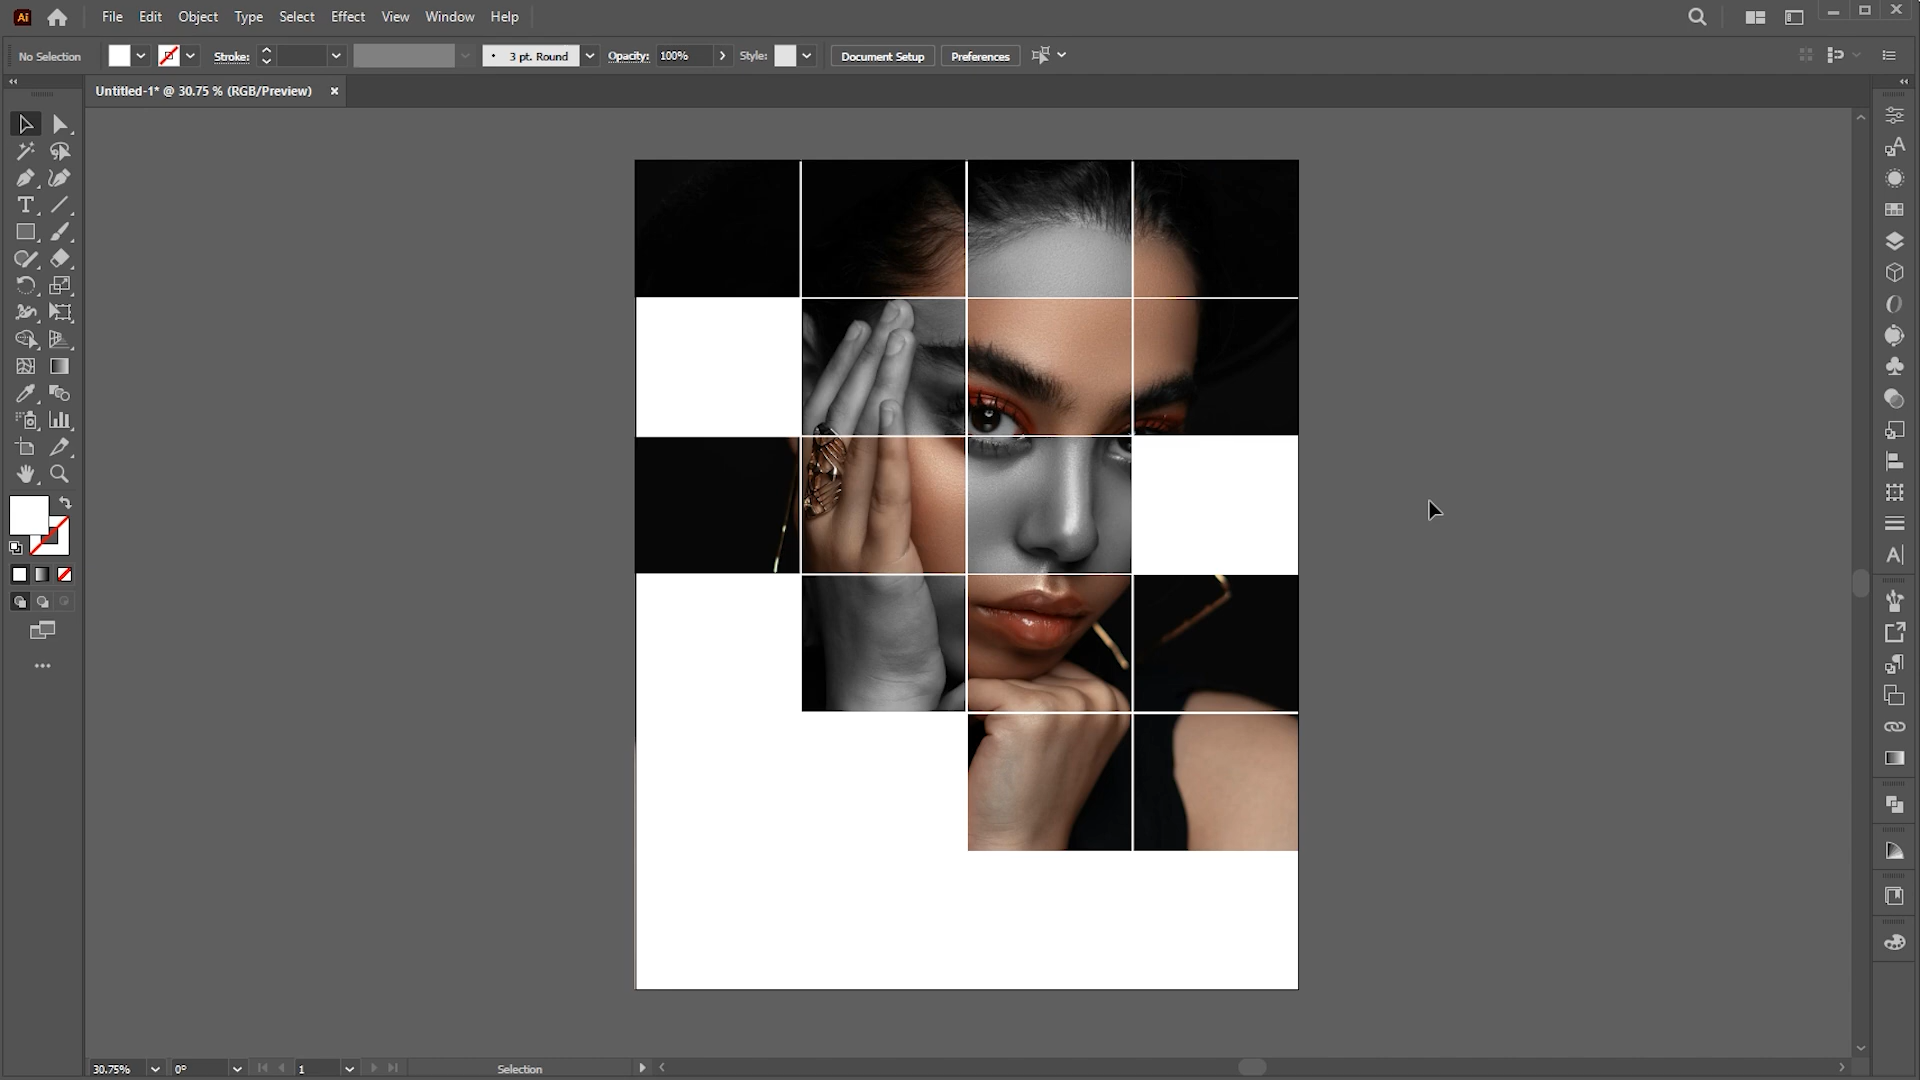 Ai File Edit Object Type Select Effect View Window Help
No Selection Stroke: 3 pt. Round Opacity: 100% Style: Document Setup Preferences
Untitled-1* @ 30.75 % (RGB/Preview) ×
30.75% 0° 1 Selection